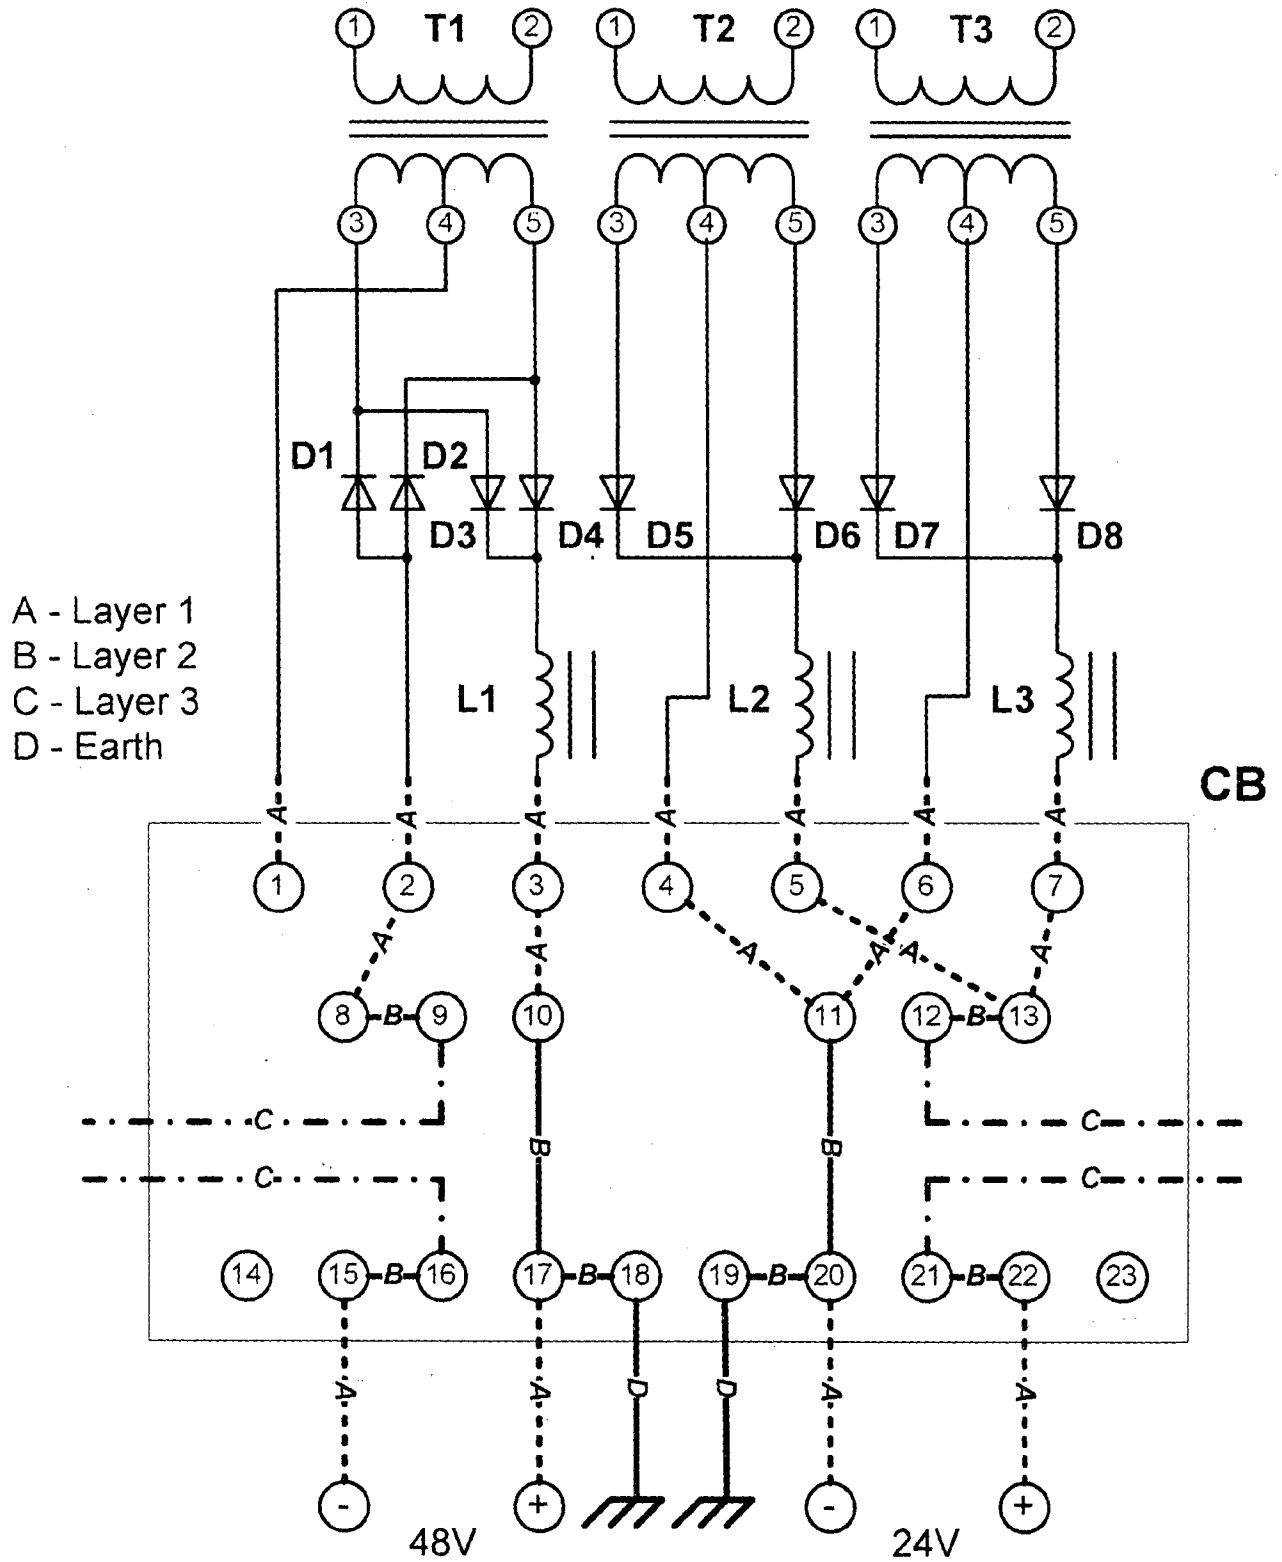 1 T1 2 1 T2 2 1 T3 2
3 4 5 3 4 5 3 4 5
D1 D2
D3 D4 D5 D6 D7 D8
A - Layer 1
B - Layer 2
C - Layer 3
D - Earth
L1 L2 L3
CB
A A A A A A A
1 2 3 4 5 6 7
A A A A A A
8 B 9 10 11 12 B 13
C C
B B
C C
14 15 B 16 17 B 18 19 B 20 21 B 22 23
A A D D A A
- + - +
48V 24V